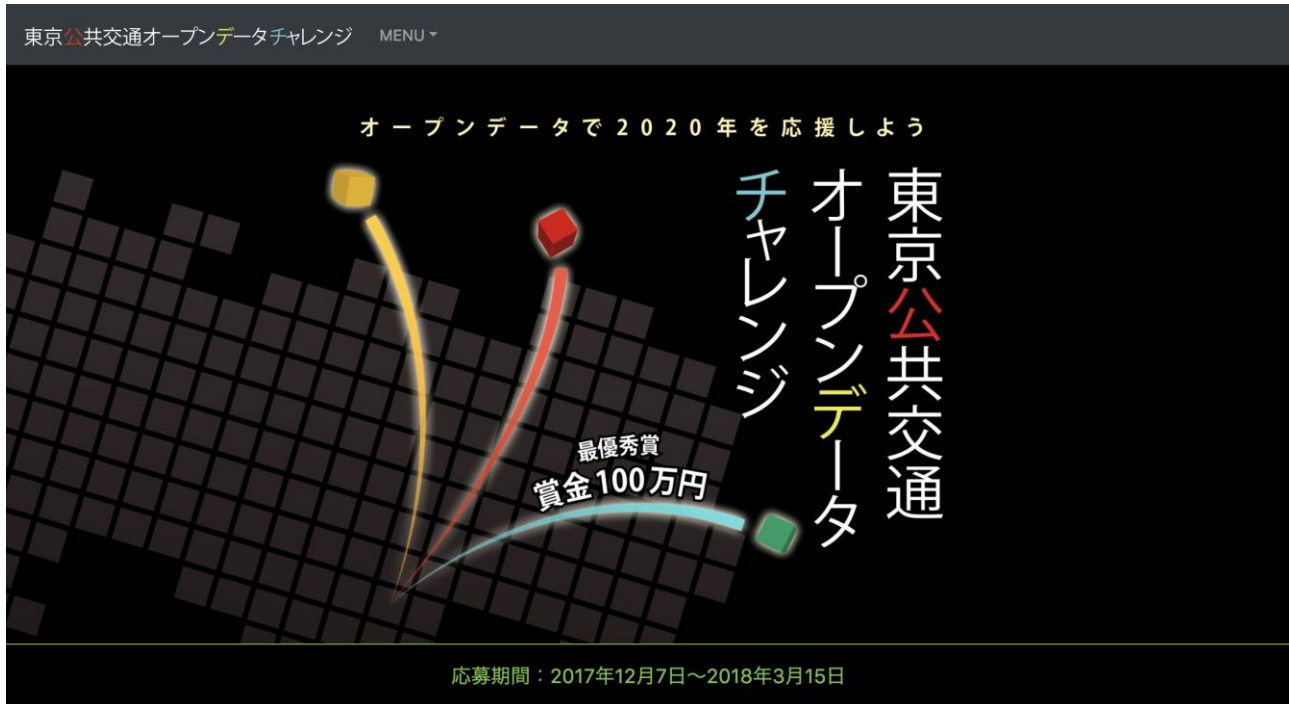 東京公共交通オープンデータチャレンジ MENU
オープンデータで2020年を応援しよう
東京公共交通
オープンデータ
チャレンジ
最優秀賞
賞金100万円
応募期間：2017年12月7日〜2018年3月15日